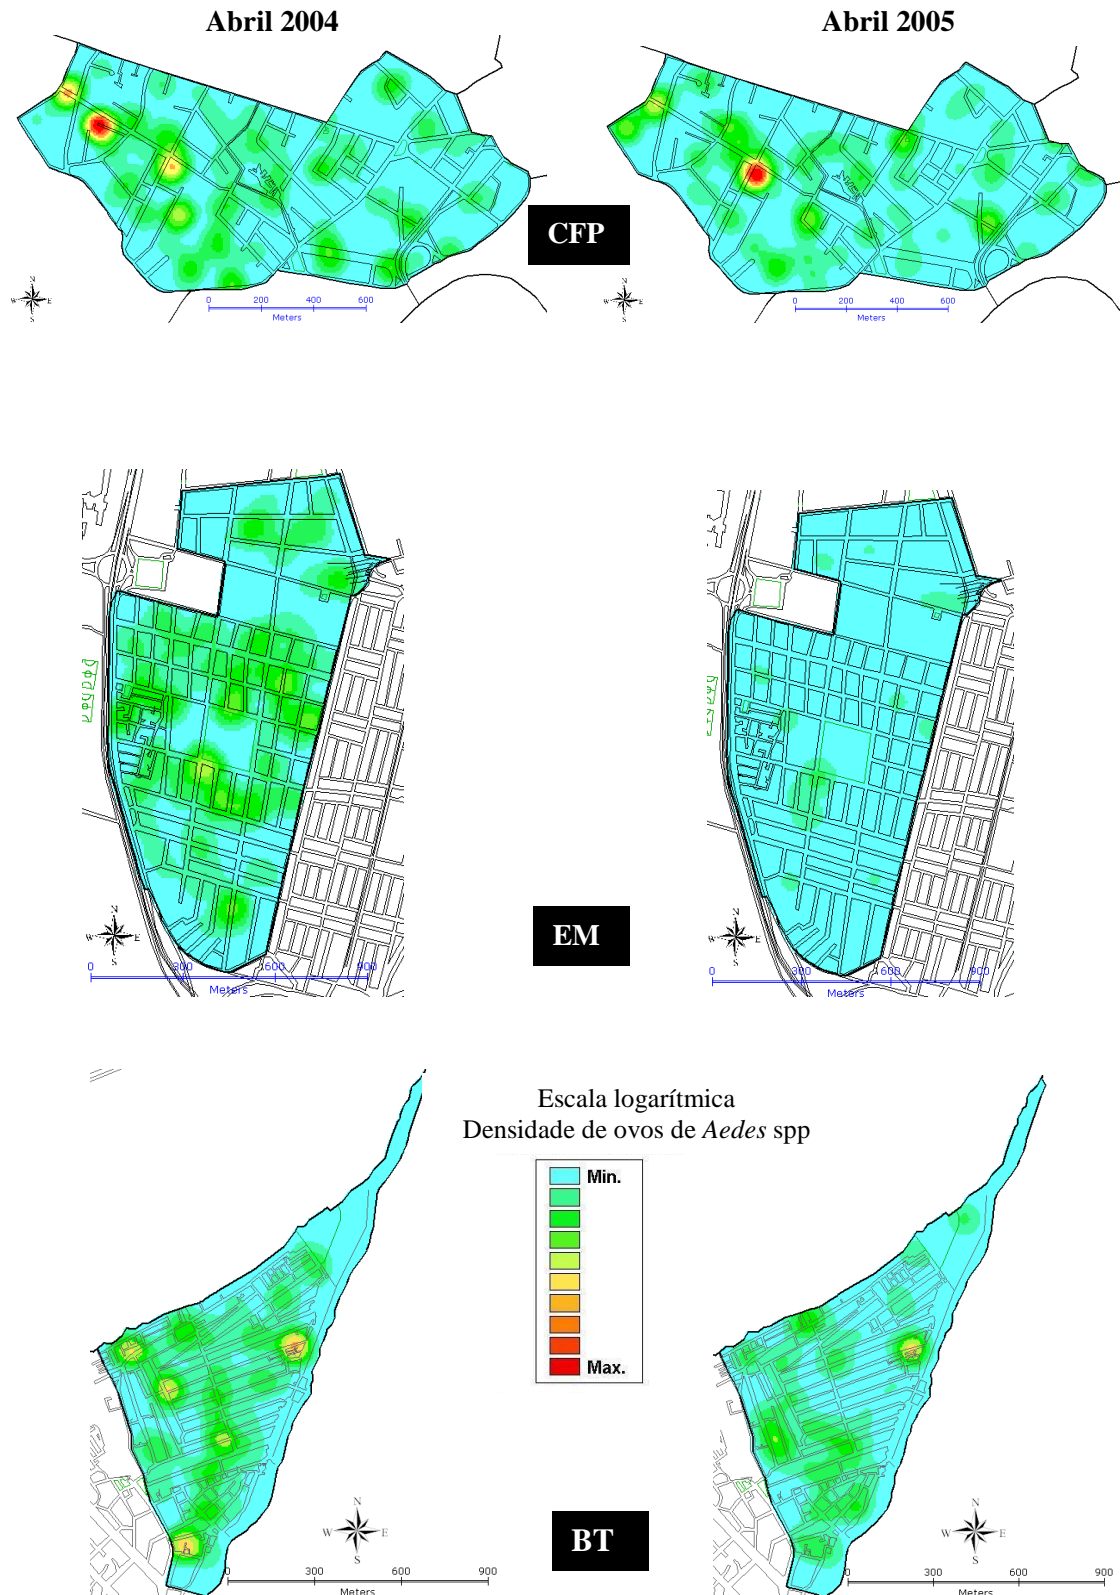 Abril 2004
Abril 2005
N
W E
S
0 200 400 600
Meters
CFP
N
W E
S
0 200 400 600
Meters
N
W E
S
0 300 600 900
Meters
EM
N
W E
S
0 300 600 900
Meters
Escala logarítmica
Densidade de ovos de Aedes spp
Min.
Max.
N
W E
S
0 300 600 900
Meters
BT
N
W E
S
0 300 600 900
Meters